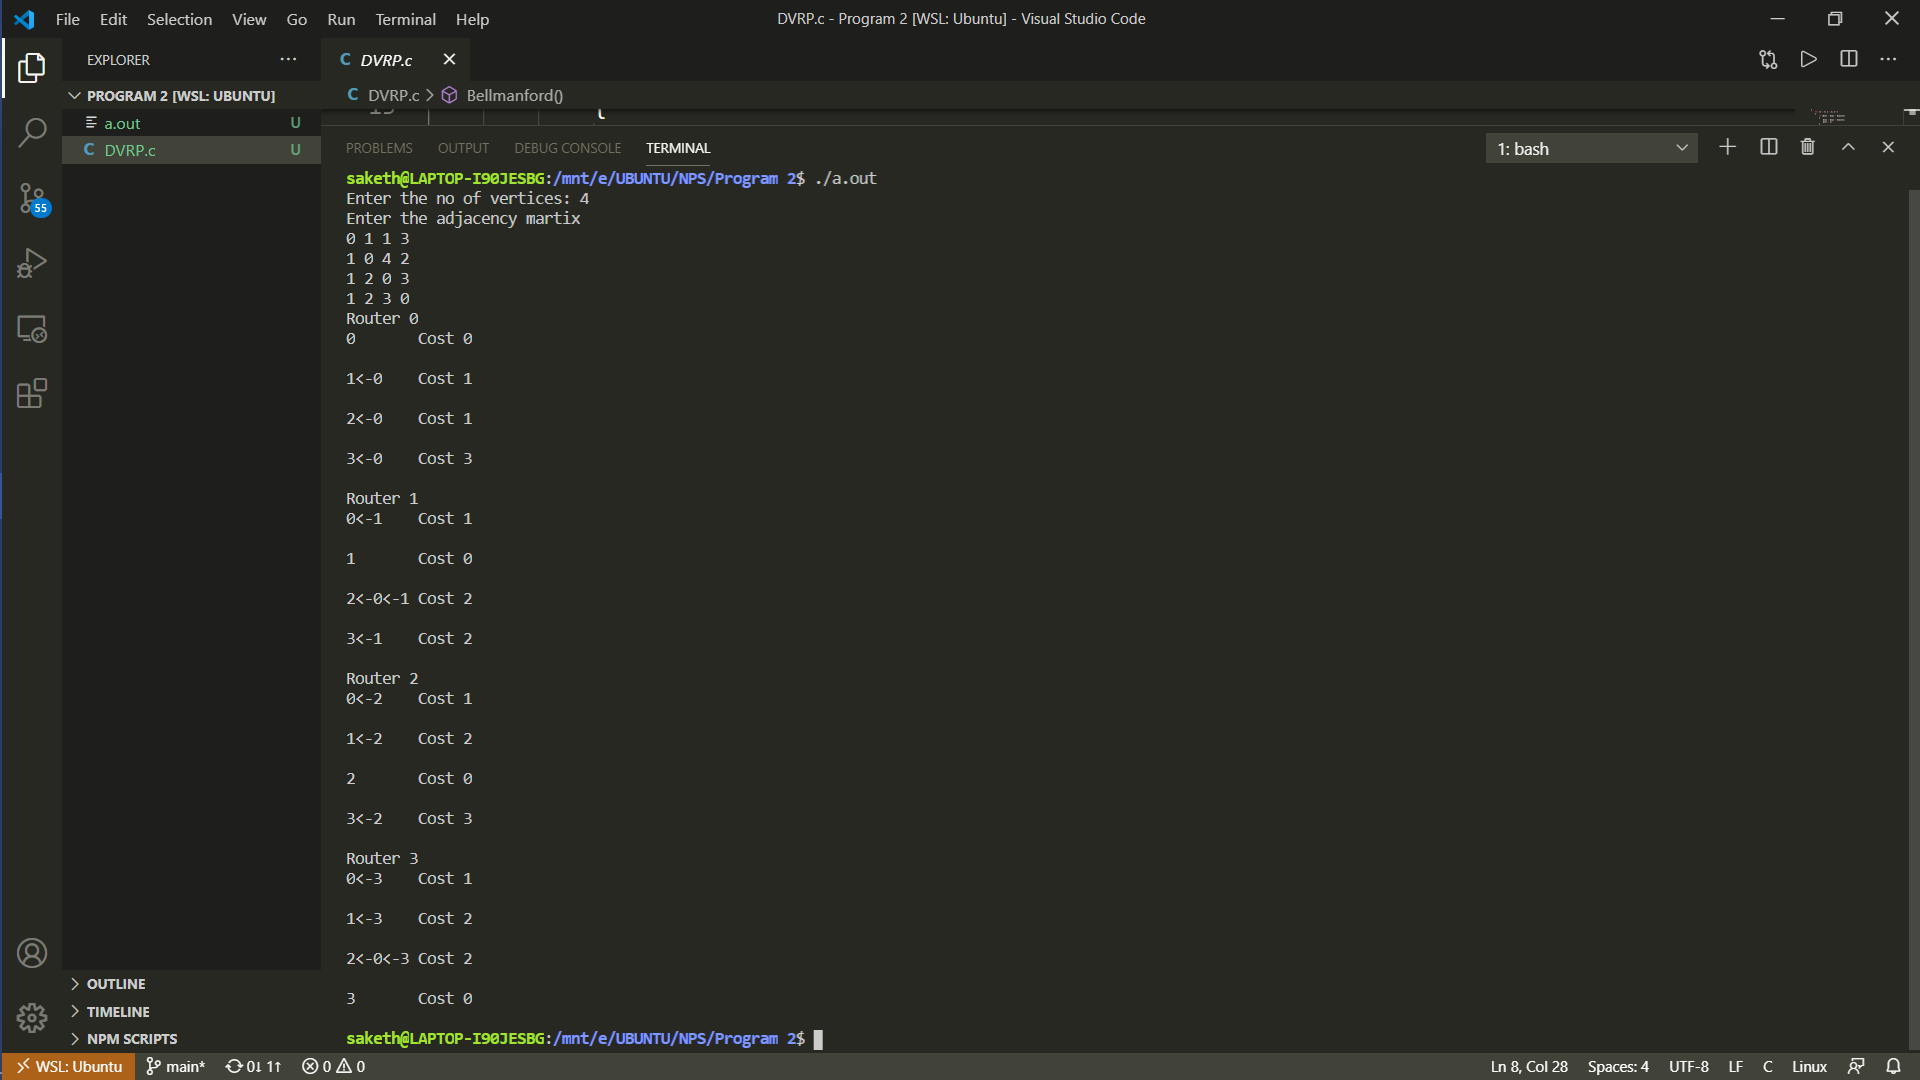 File Edit Selection View Go Run Terminal Help
DVRP.c - Program 2 [WSL: Ubuntu] - Visual Studio Code
EXPLORER
PROGRAM 2 [WSL: UBUNTU]
a.out U
C DVRP.c U
55
OUTLINE
TIMELINE
NPM SCRIPTS
C DVRP.c
C DVRP.c > Bellmanford()
PROBLEMS OUTPUT DEBUG CONSOLE TERMINAL
1: bash
saketh@LAPTOP-I90JESBG:/mnt/e/UBUNTU/NPS/Program 2$ ./a.out
Enter the no of vertices: 4
Enter the adjacency martix
0 1 1 3
1 0 4 2
1 2 0 3
1 2 3 0
Router 0
0 Cost 0
1<-0 Cost 1
2<-0 Cost 1
3<-0 Cost 3
Router 1
0<-1 Cost 1
1 Cost 0
2<-0<-1 Cost 2
3<-1 Cost 2
Router 2
0<-2 Cost 1
1<-2 Cost 2
2 Cost 0
3<-2 Cost 3
Router 3
0<-3 Cost 1
1<-3 Cost 2
2<-0<-3 Cost 2
3 Cost 0
saketh@LAPTOP-I90JESBG:/mnt/e/UBUNTU/NPS/Program 2$
WSL: Ubuntu main* 0↓ 1↑ 0 0 Ln 8, Col 28 Spaces: 4 UTF-8 LF C Linux